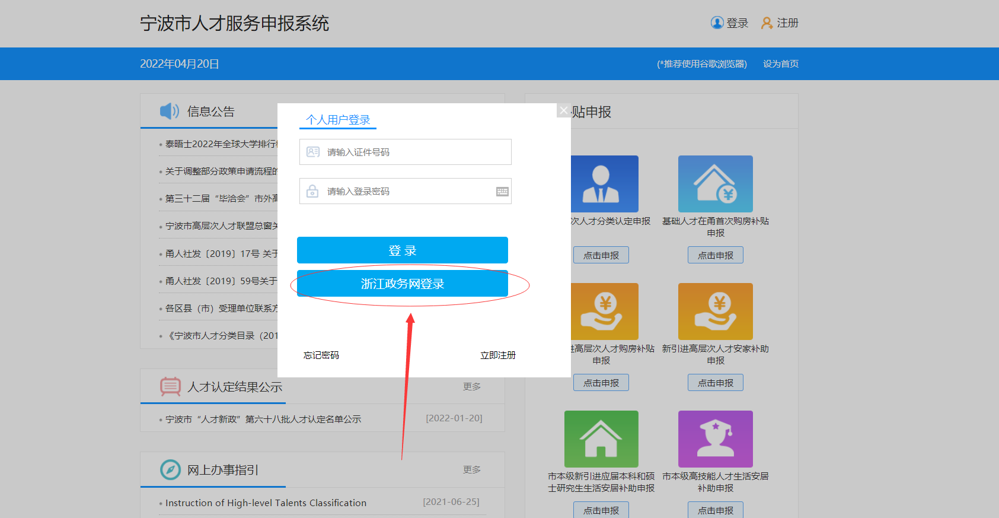 宁波市人才服务申报系统
登录
注册
2022年04月20日
(*推荐使用谷歌浏览器)
设为首页
信息公告
泰晤士2022年全球大学排行
关于调整部分政策申请流程的
第三十二届“毕洽会”市外高
宁波市高层次人才联盟总窗关
甬人社发〔2019〕17号 关于
甬人社发〔2019〕59号关于
各区县（市）受理单位联系方
《宁波市人才分类目录（201
个人用户登录
请输入证件号码
请输入登录密码
登 录
浙江政务网登录
忘记密码
立即注册
人才认定结果公示
更多
宁波市“人才新政”第六十八批人才认定名单公示
[2022-01-20]
网上办事指引
更多
Instruction of High-level Talents Classification
[2021-06-25]
贴申报
次人才分类认定申报
点击申报
基础人才在甬首次购房补贴
申报
点击申报
进高层次人才购房补贴
申报
点击申报
新引进高层次人才安家补助
申报
点击申报
市本级新引进应届本科和硕
士研究生生活安居补助申报
点击申报
市本级高技能人才生活安居
补助申报
点击申报